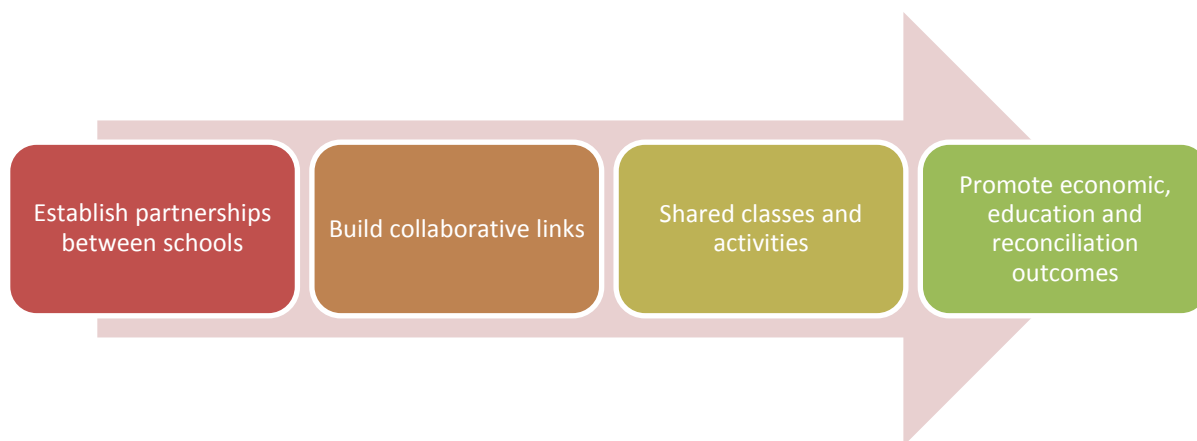 Establish partnerships
between schools
Build collaborative links
Shared classes and
activities
Promote economic,
education and
reconciliation
outcomes